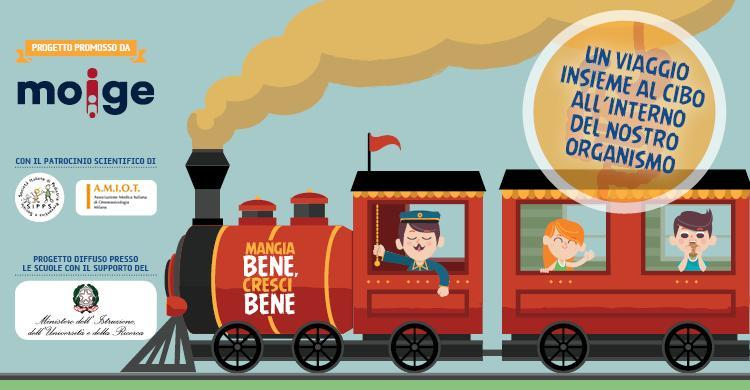 PROGETTO PROMOSSO DA
moige
CON IL PATROCINIO SCIENTIFICO DI
SIPPS
A.M.I.O.T.
Associazione Medica Italiana
di Omotossicologia
Milano
PROGETTO DIFFUSO PRESSO
LE SCUOLE CON IL SUPPORTO DEL
Ministero dell'Istruzione,
dell'Università e della Ricerca
MANGIA
BENE,
CRESCI
BENE
UN VIAGGIO
INSIEME AL CIBO
ALL'INTERNO
DEL NOSTRO
ORGANISMO